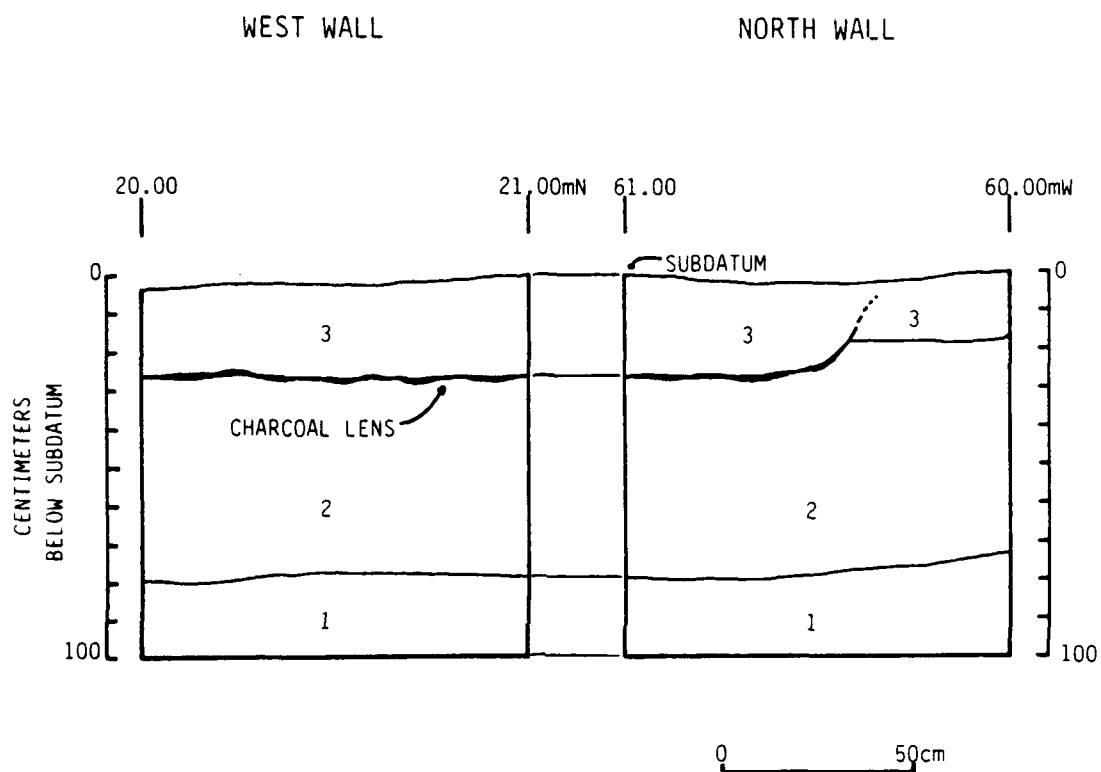 WEST WALL
NORTH WALL
20.00
21.00mN
61.00
60.00mW
0
SUBDATUM
0
3
3
3
CHARCOAL LENS
CENTIMETERS
BELOW SUBDATUM
2
2
1
1
100
100
0
50cm